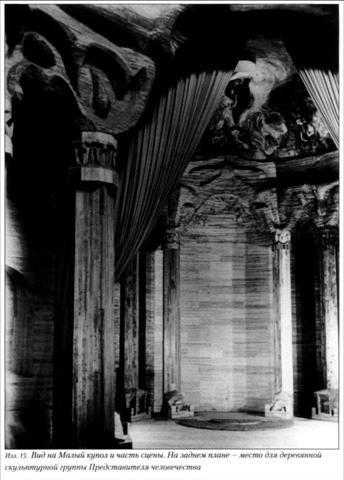 Илл. 15. Вид на Малый купол и часть сцены. На заднем плане – место для деревянной
скульптурной группы Представителя человечества